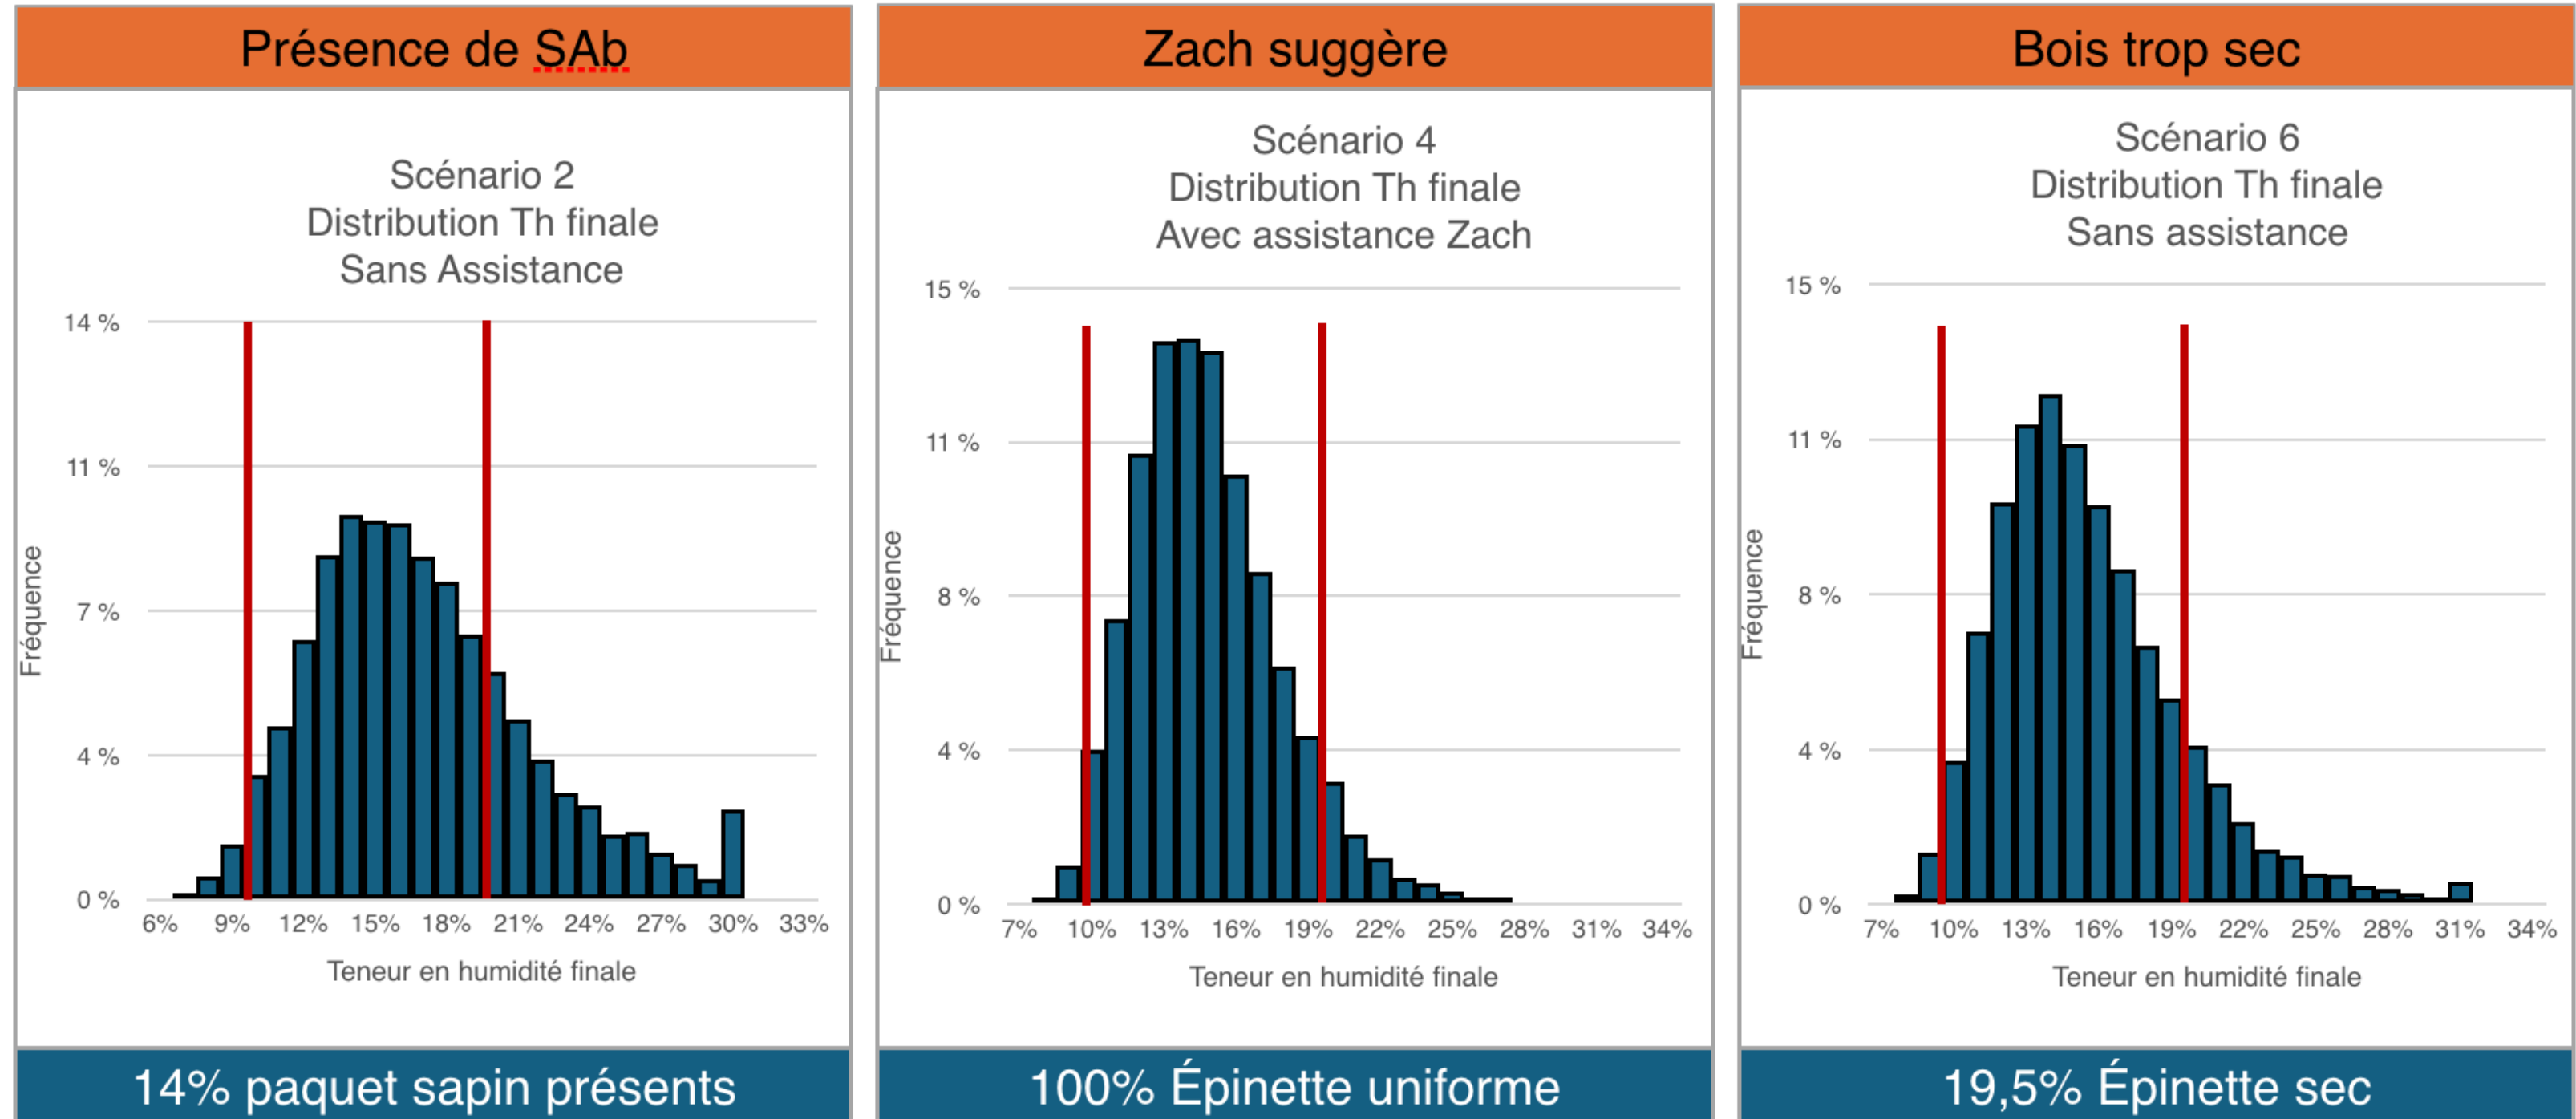 Présence de SAb
Scénario 2
Distribution Th finale
Sans Assistance
14 %
11 %
7 %
4 %
0 %
Fréquence
6% 9% 12% 15% 18% 21% 24% 27% 30% 33%
Teneur en humidité finale
14% paquet sapin présents
Zach suggère
Scénario 4
Distribution Th finale
Avec assistance Zach
15 %
11 %
8 %
4 %
0 %
Fréquence
7% 10% 13% 16% 19% 22% 25% 28% 31% 34%
Teneur en humidité finale
100% Épinette uniforme
Bois trop sec
Scénario 6
Distribution Th finale
Sans assistance
15 %
11 %
8 %
4 %
0 %
Fréquence
7% 10% 13% 16% 19% 22% 25% 28% 31% 34%
Teneur en humidité finale
19,5% Épinette sec